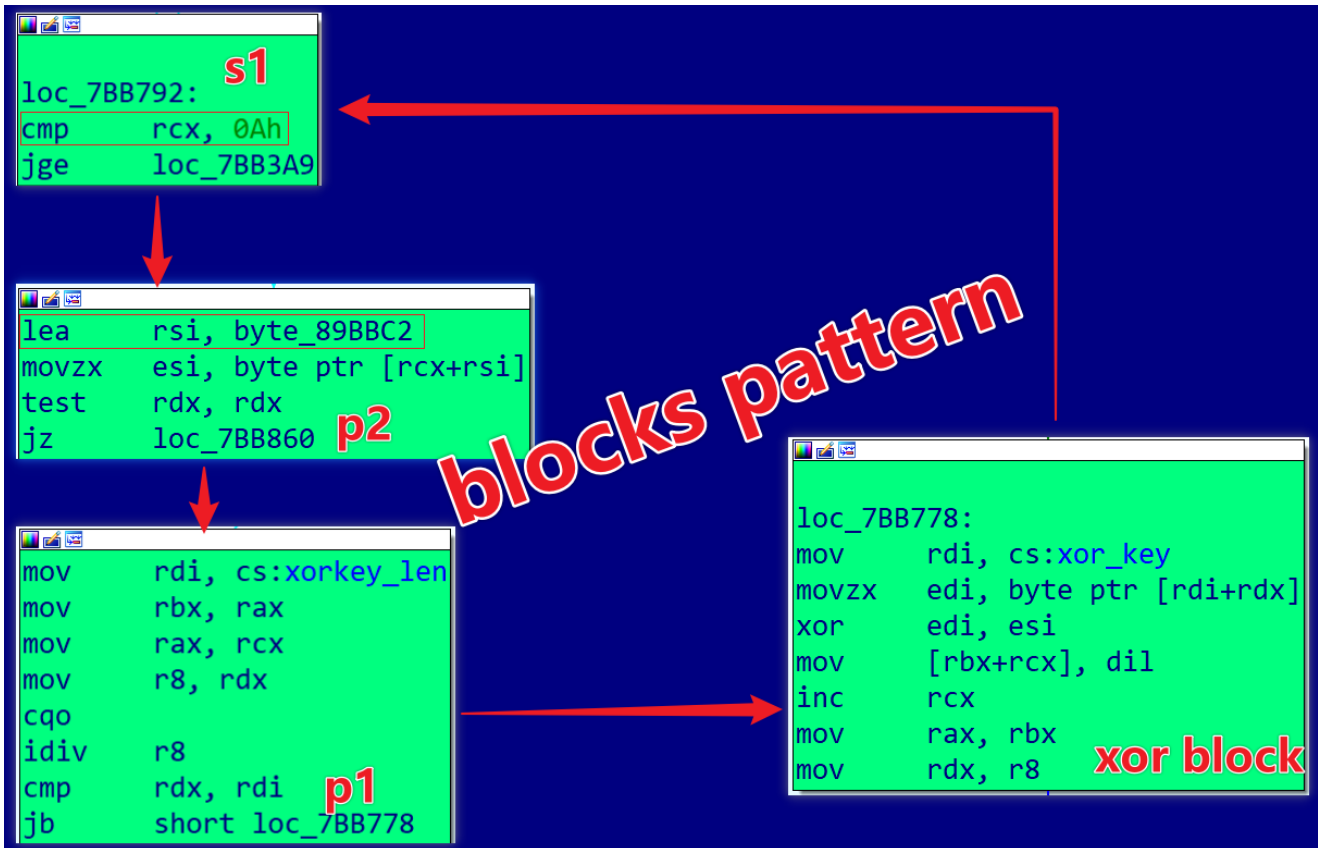 s1
loc_7BB792:
cmp rcx, 0Ah
jge loc_7BB3A9
lea rsi, byte_89BBC2
movzx esi, byte ptr [rcx+rsi]
test rdx, rdx
jz loc_7BB860
p2
mov rdi, cs:xorkey_len
mov rbx, rax
mov rax, rcx
mov r8, rdx
cqo
idiv r8
cmp rdx, rdi
jb short loc_7BB778
p1
blocks pattern
loc_7BB778:
mov rdi, cs:xor_key
movzx edi, byte ptr [rdi+rdx]
xor edi, esi
mov [rbx+rcx], dil
inc rcx
mov rax, rbx
mov rdx, r8
xor block